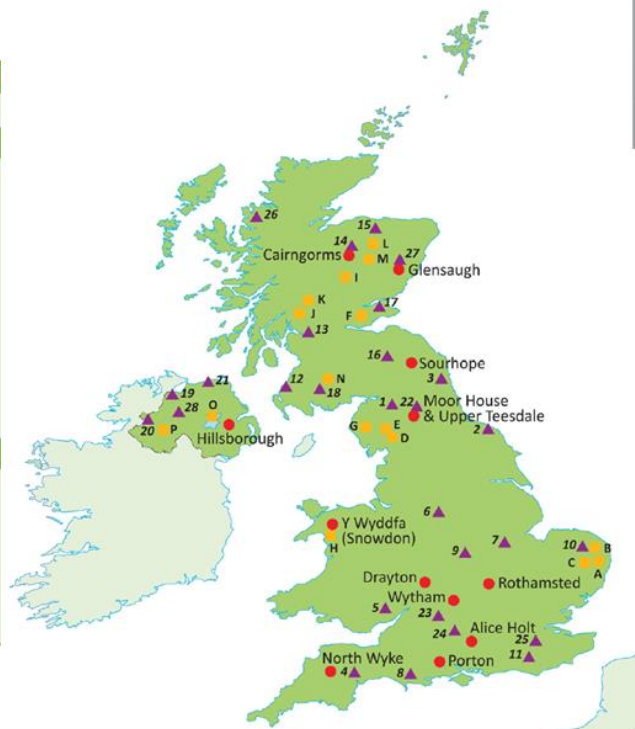 26
15
L
14
27
Cairngorms
M
Glensaugh
I
K
17
J
F
13
16
Sourhope
21
3
12
N
19
18
28
O
1
22
Moor House
& Upper Teesdale
20
P
Hillsborough
G
E
2
D
6
Y Wyddfa
(Snowdon)
H
7
10
B
9
C
A
Drayton
Rothamsted
Wytham
5
23
24
Alice Holt
25
North Wyke
11
4
8
Porton